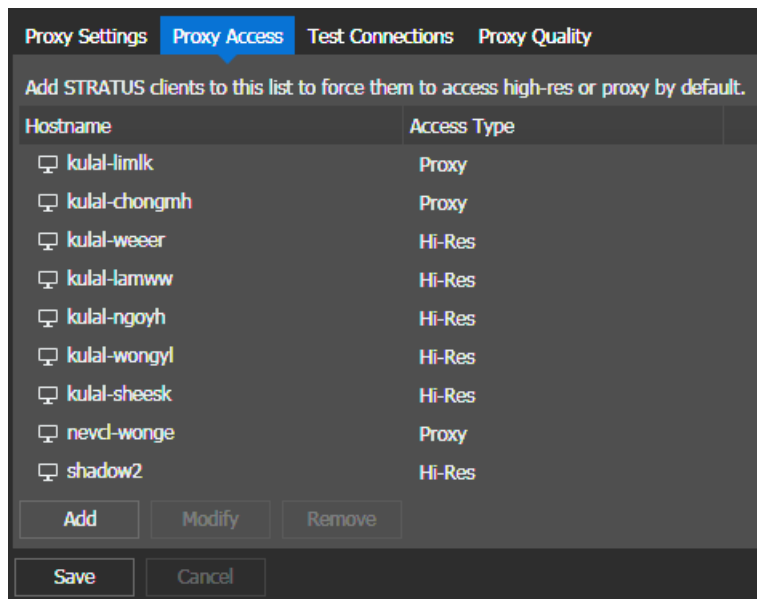 Proxy Settings Proxy Access Test Connections Proxy Quality
Add STRATUS clients to this list to force them to access high-res or proxy by default.
Hostname Access Type
kulal-limlk Proxy
kulal-chongmh Proxy
kulal-weeer Hi-Res
kulal-lamww Hi-Res
kulal-ngoyh Hi-Res
kulal-wongyl Hi-Res
kulal-sheesk Hi-Res
nevcl-wonge Proxy
shadow2 Hi-Res
Add Modify Remove
Save Cancel